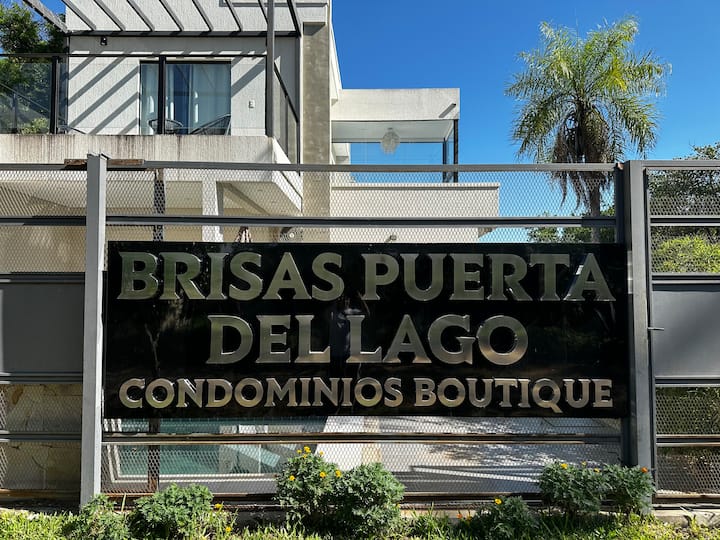 BRISAS PUERTA
DEL LAGO
CONDOMINIOS BOUTIQUE